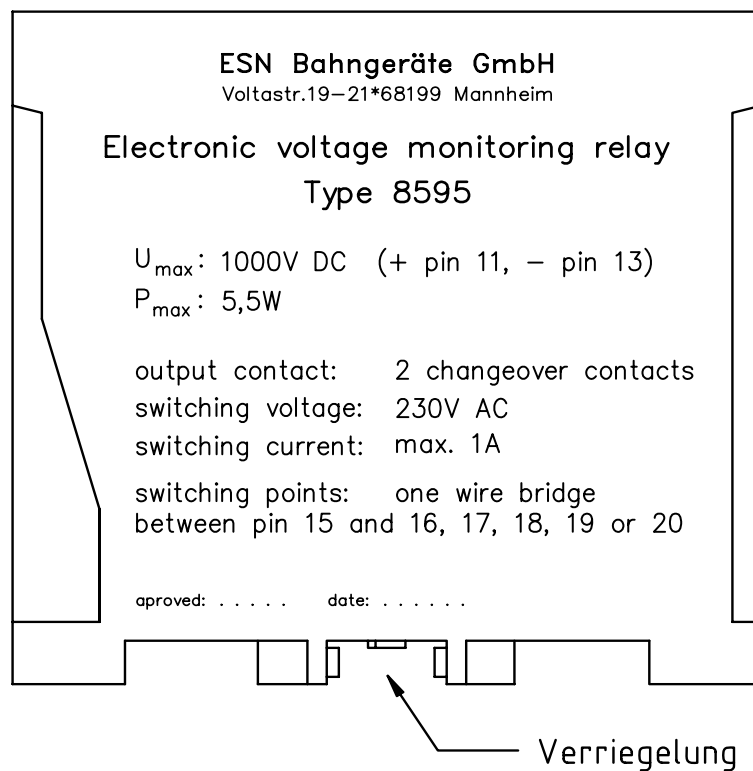 ESN Bahngeräte GmbH
Voltastr.19–21*68199 Mannheim
Electronic voltage monitoring relay
Type 8595
Umax: 1000V DC (+ pin 11, – pin 13)
Pmax: 5,5W
output contact: 2 changeover contacts
switching voltage: 230V AC
switching current: max. 1A
switching points: one wire bridge
between pin 15 and 16, 17, 18, 19 or 20
aproved: . . . . . date: . . . . . .
Verriegelung